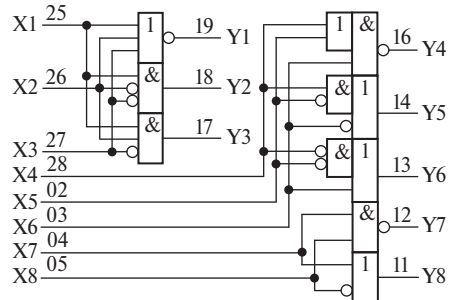 X1 25 1 19 Y1
1 & 16 Y4
X2 26 & 18 Y2
& 1 14 Y5
& 17 Y3
X3 27
X4 28 & 1 13 Y6
X5 02
X6 03
& 12 Y7
X7 04
X8 05 1 11 Y8